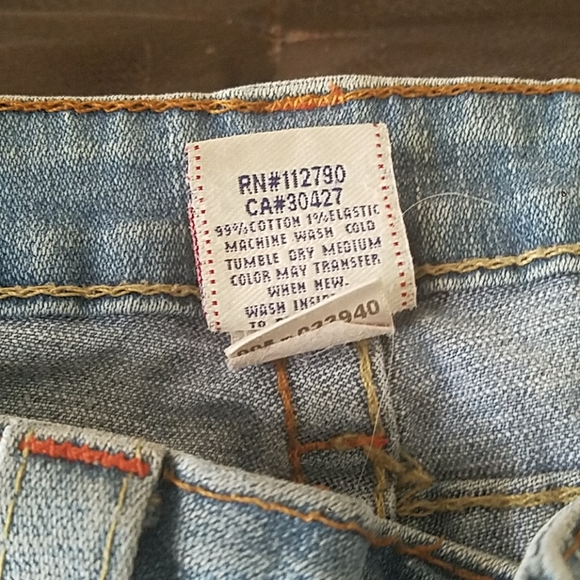 RN#112790
CA#30427
99%COTTON 1%ELASTIC
MACHINE WASH COLD
TUMBLE DRY MEDIUM
COLOR MAY TRANSFER
WHEN NEW.
WASH
TO